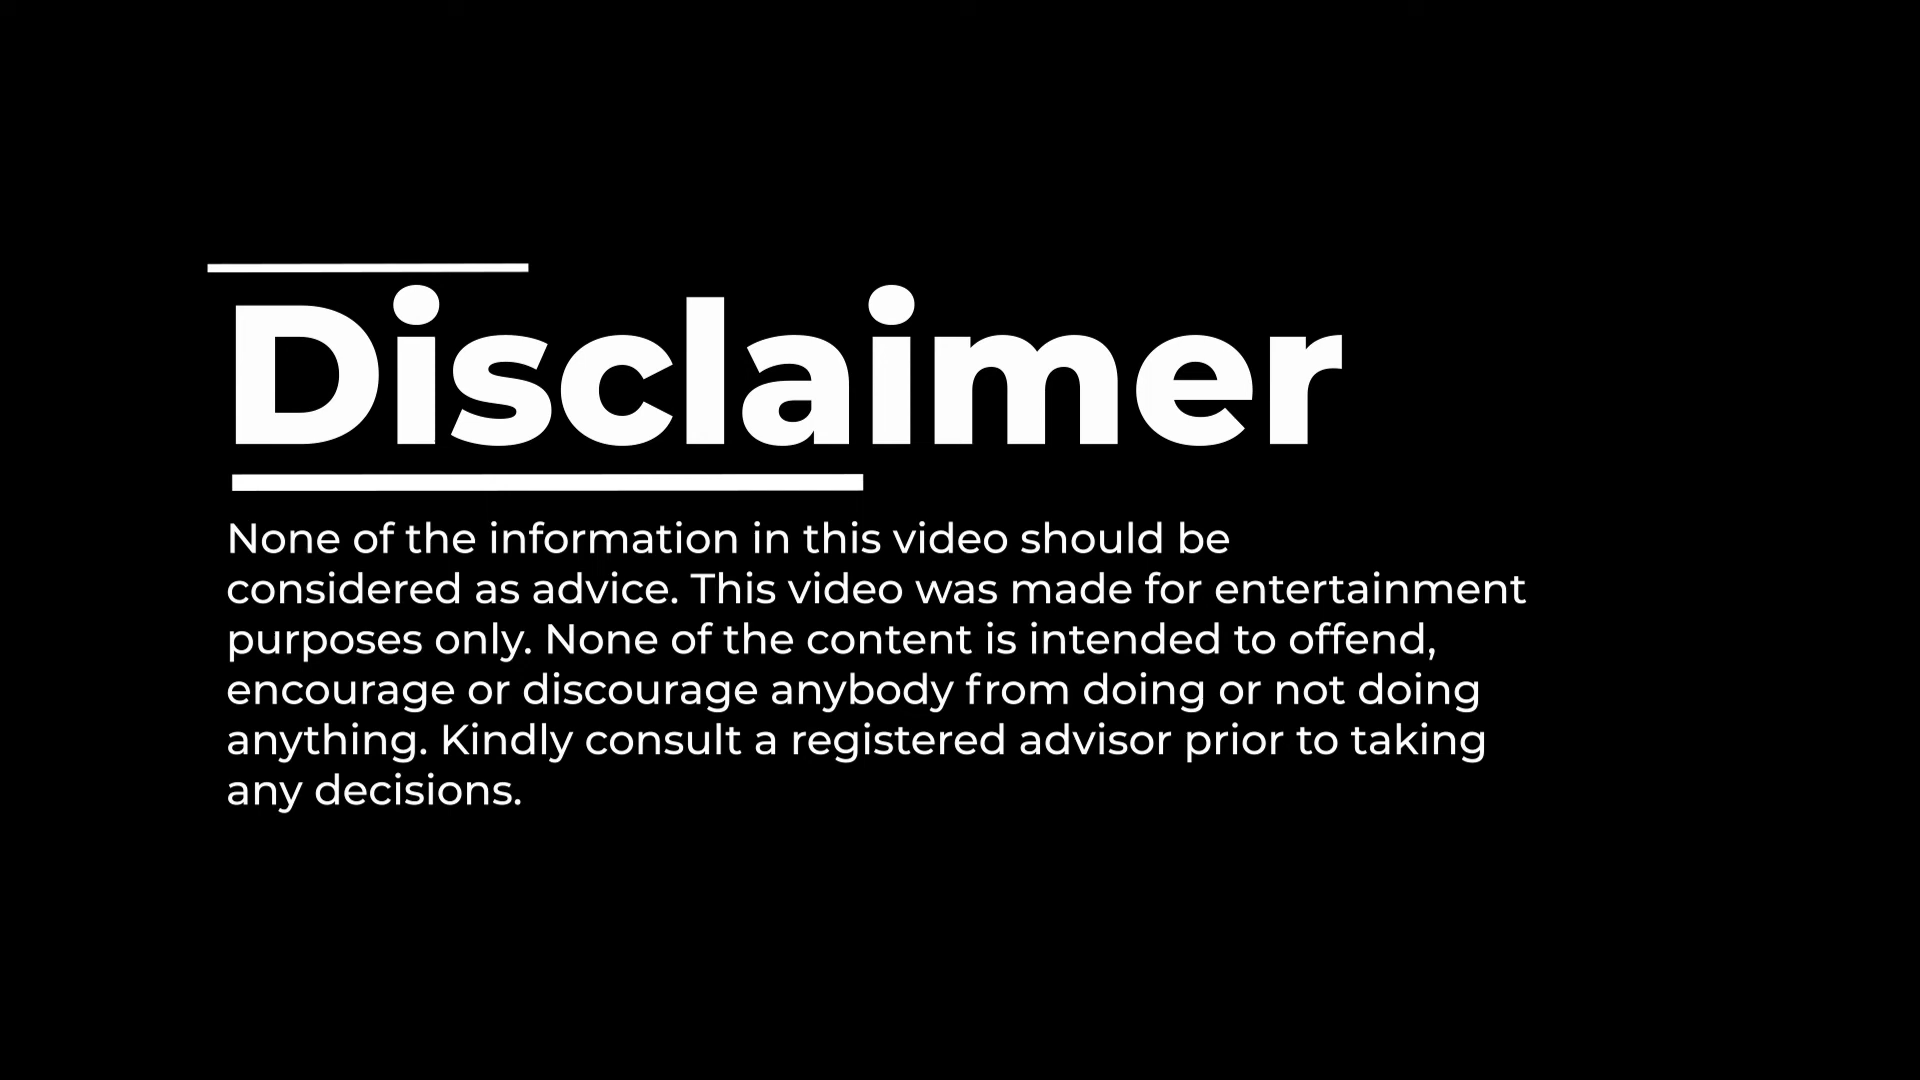 Disclaimer
None of the information in this video should be
considered as advice. This video was made for entertainment
purposes only. None of the content is intended to offend,
encourage or discourage anybody from doing or not doing
anything. Kindly consult a registered advisor prior to taking
any decisions.